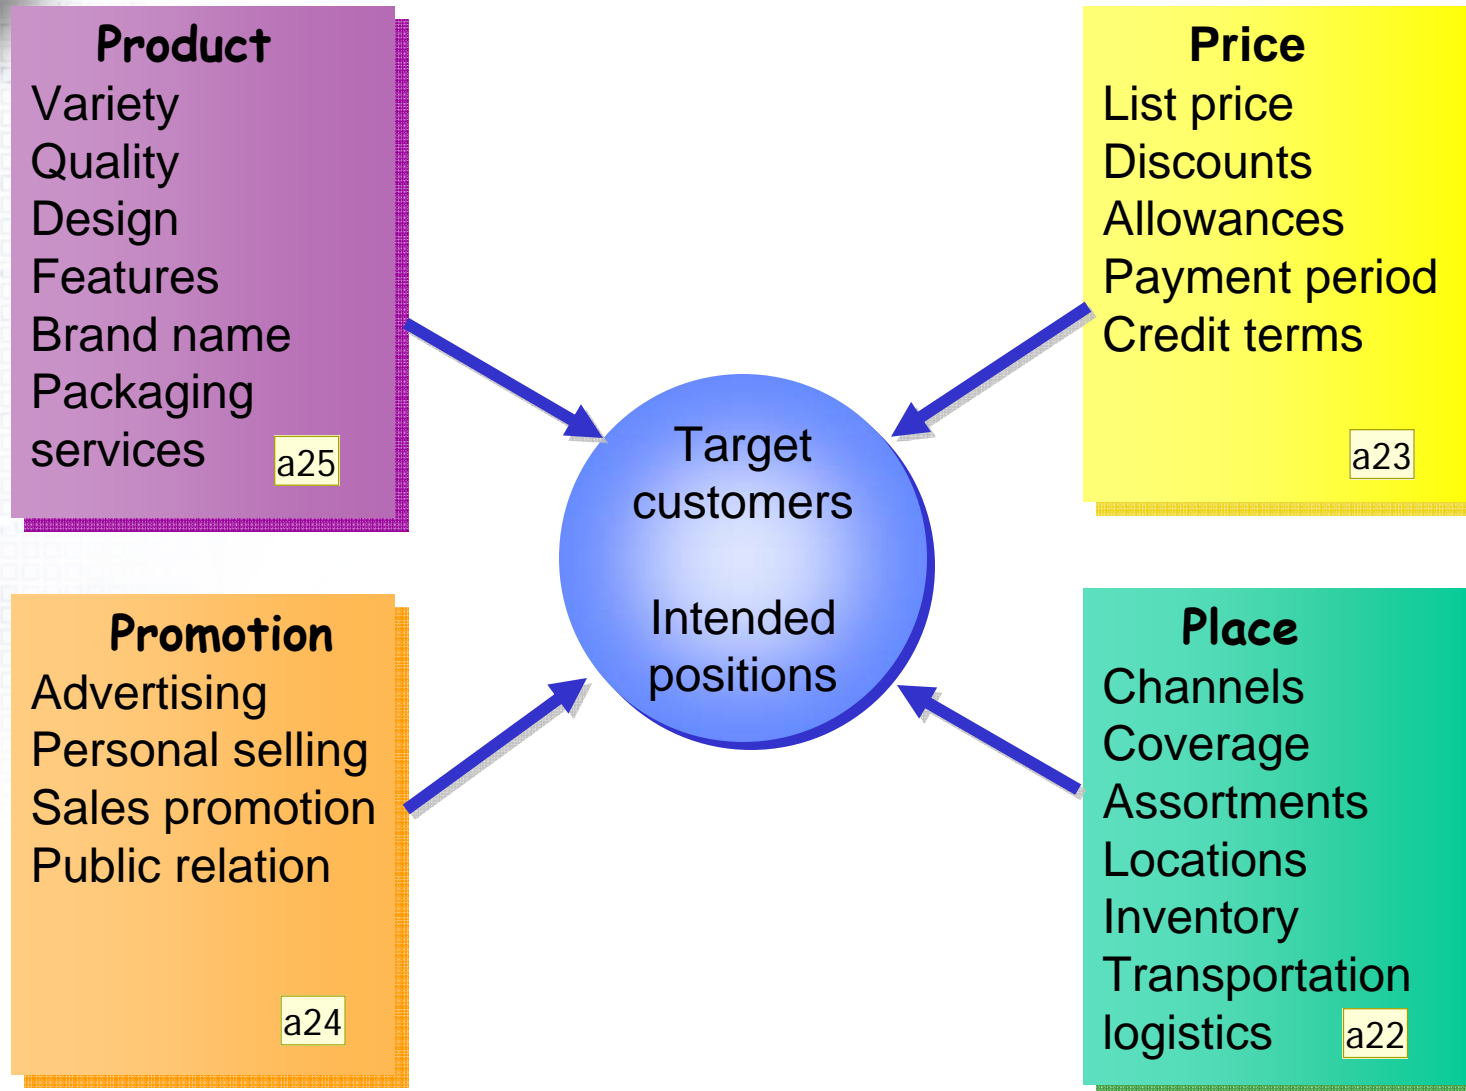 Product
Variety
Quality
Design
Features
Brand name
Packaging
services
a25
Price
List price
Discounts
Allowances
Payment period
Credit terms
a23
Target
customers
Intended
positions
Promotion
Advertising
Personal selling
Sales promotion
Public relation
a24
Place
Channels
Coverage
Assortments
Locations
Inventory
Transportation
logistics
a22